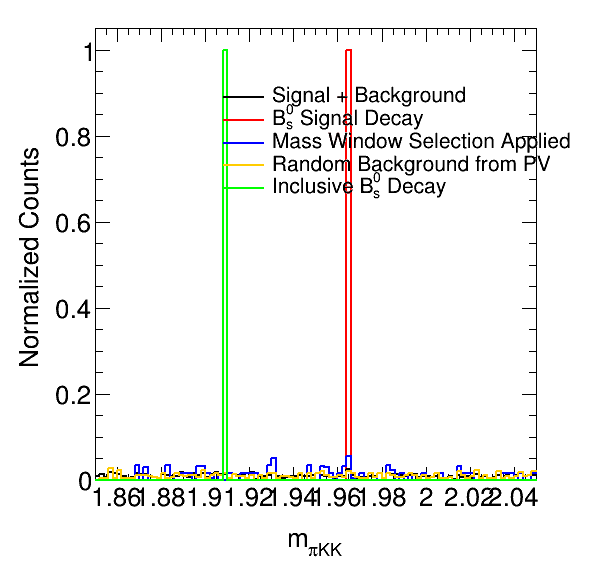 1
0.8
0.6
0.4
0.2
0
Normalized Counts
Signal + Background
B⁰ₛ Signal Decay
Mass Window Selection Applied
Random Background from PV
Inclusive B⁰ₛ Decay
1.86 1.88 1.9 1.92 1.94 1.96 1.98 2 2.02 2.04
m_πKK